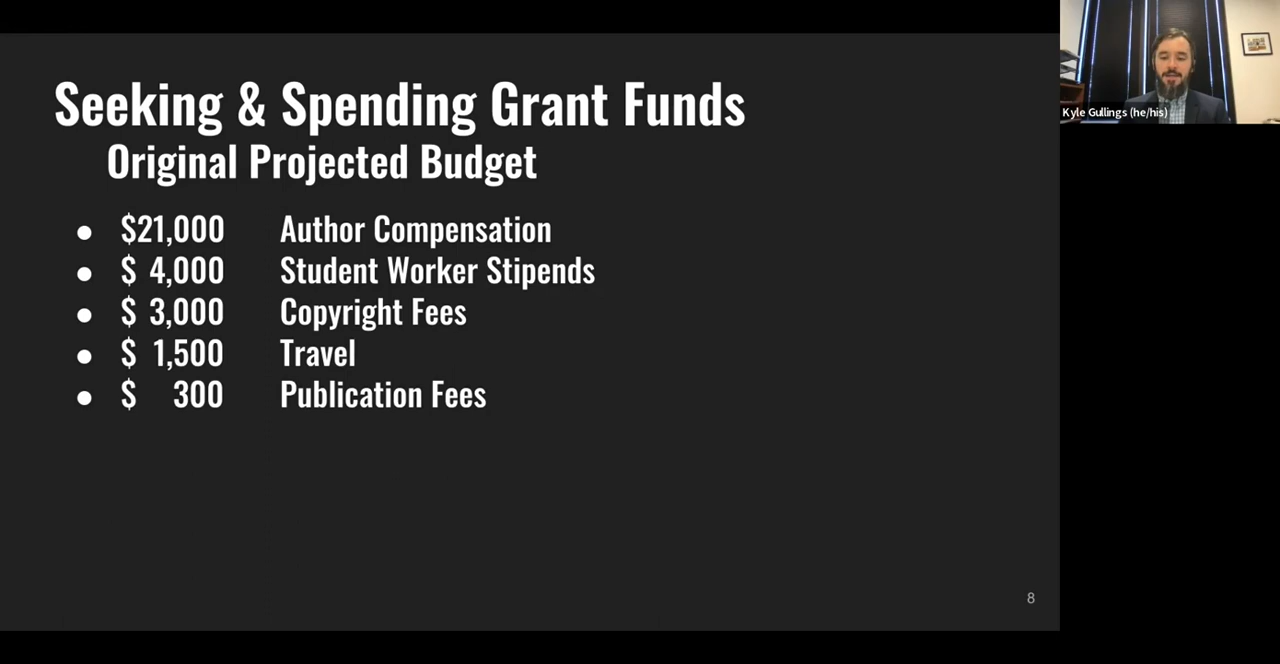 Seeking & Spending Grant Funds
Original Projected Budget
● $21,000 Author Compensation
● $ 4,000 Student Worker Stipends
● $ 3,000 Copyright Fees
● $ 1,500 Travel
● $ 300 Publication Fees
8
Kyle Gullings (he/his)